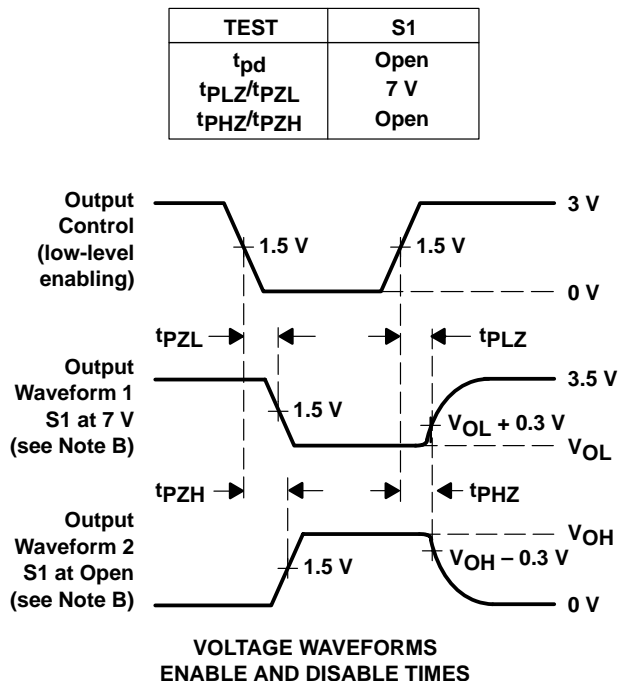 TEST S1
tpd Open
tPLZ/tPZL 7 V
tPHZ/tPZH Open
Output
Control
(low-level
enabling)
3 V
1.5 V
1.5 V
0 V
tPZL
tPLZ
Output
Waveform 1
S1 at 7 V
(see Note B)
3.5 V
1.5 V
VOL + 0.3 V
VOL
tPZH
tPHZ
Output
Waveform 2
S1 at Open
(see Note B)
VOH
1.5 V
VOH – 0.3 V
0 V
VOLTAGE WAVEFORMS
ENABLE AND DISABLE TIMES